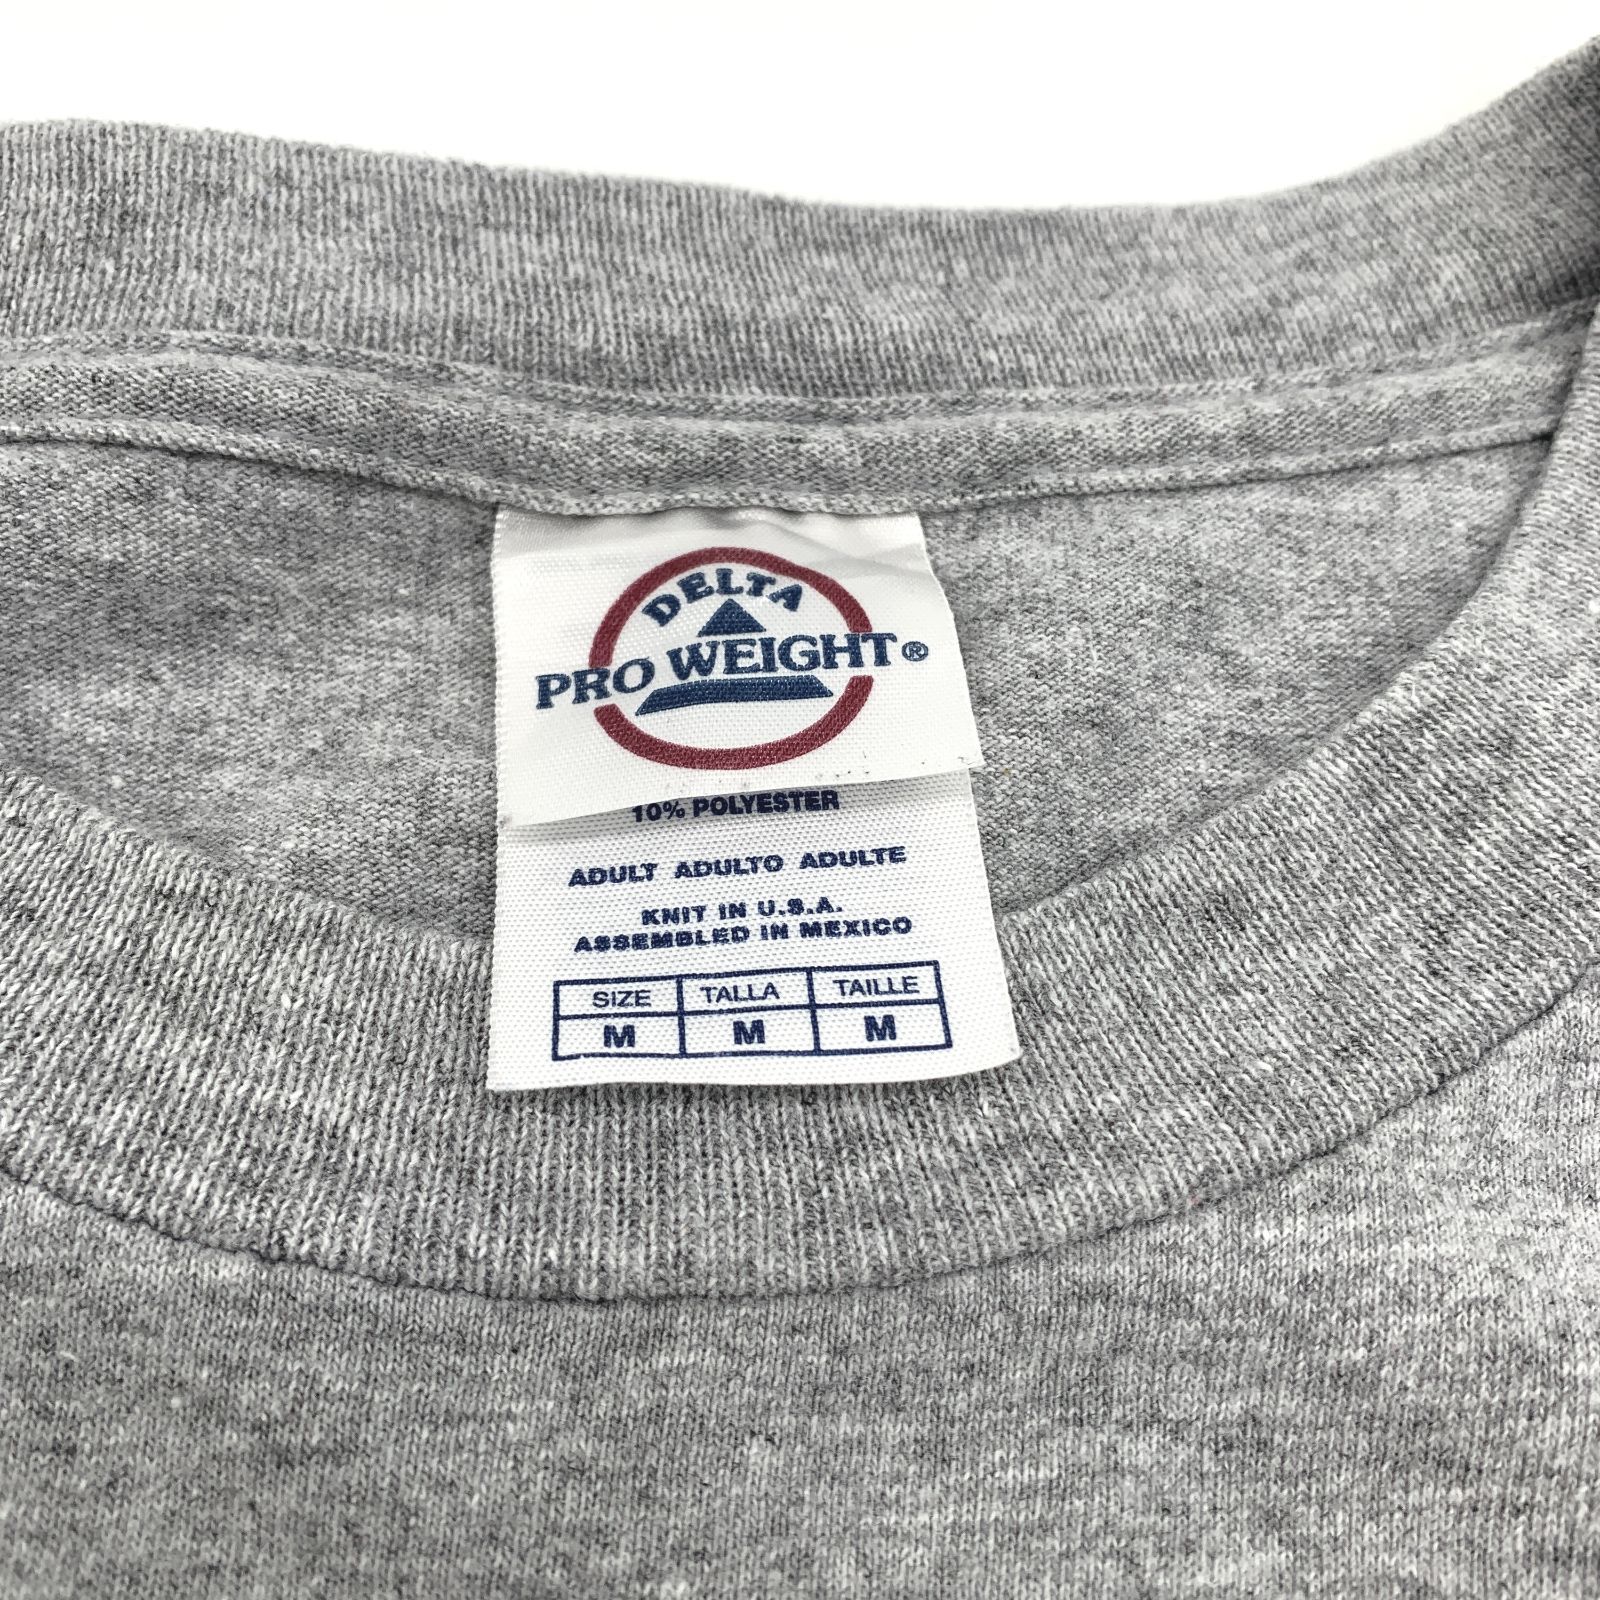 DELTA
PRO WEIGHT®
10% POLYESTER
ADULT ADULTO ADULTE
KNIT IN U.S.A.
ASSEMBLED IN MEXICO
SIZE TALLA TAILLE
M M M